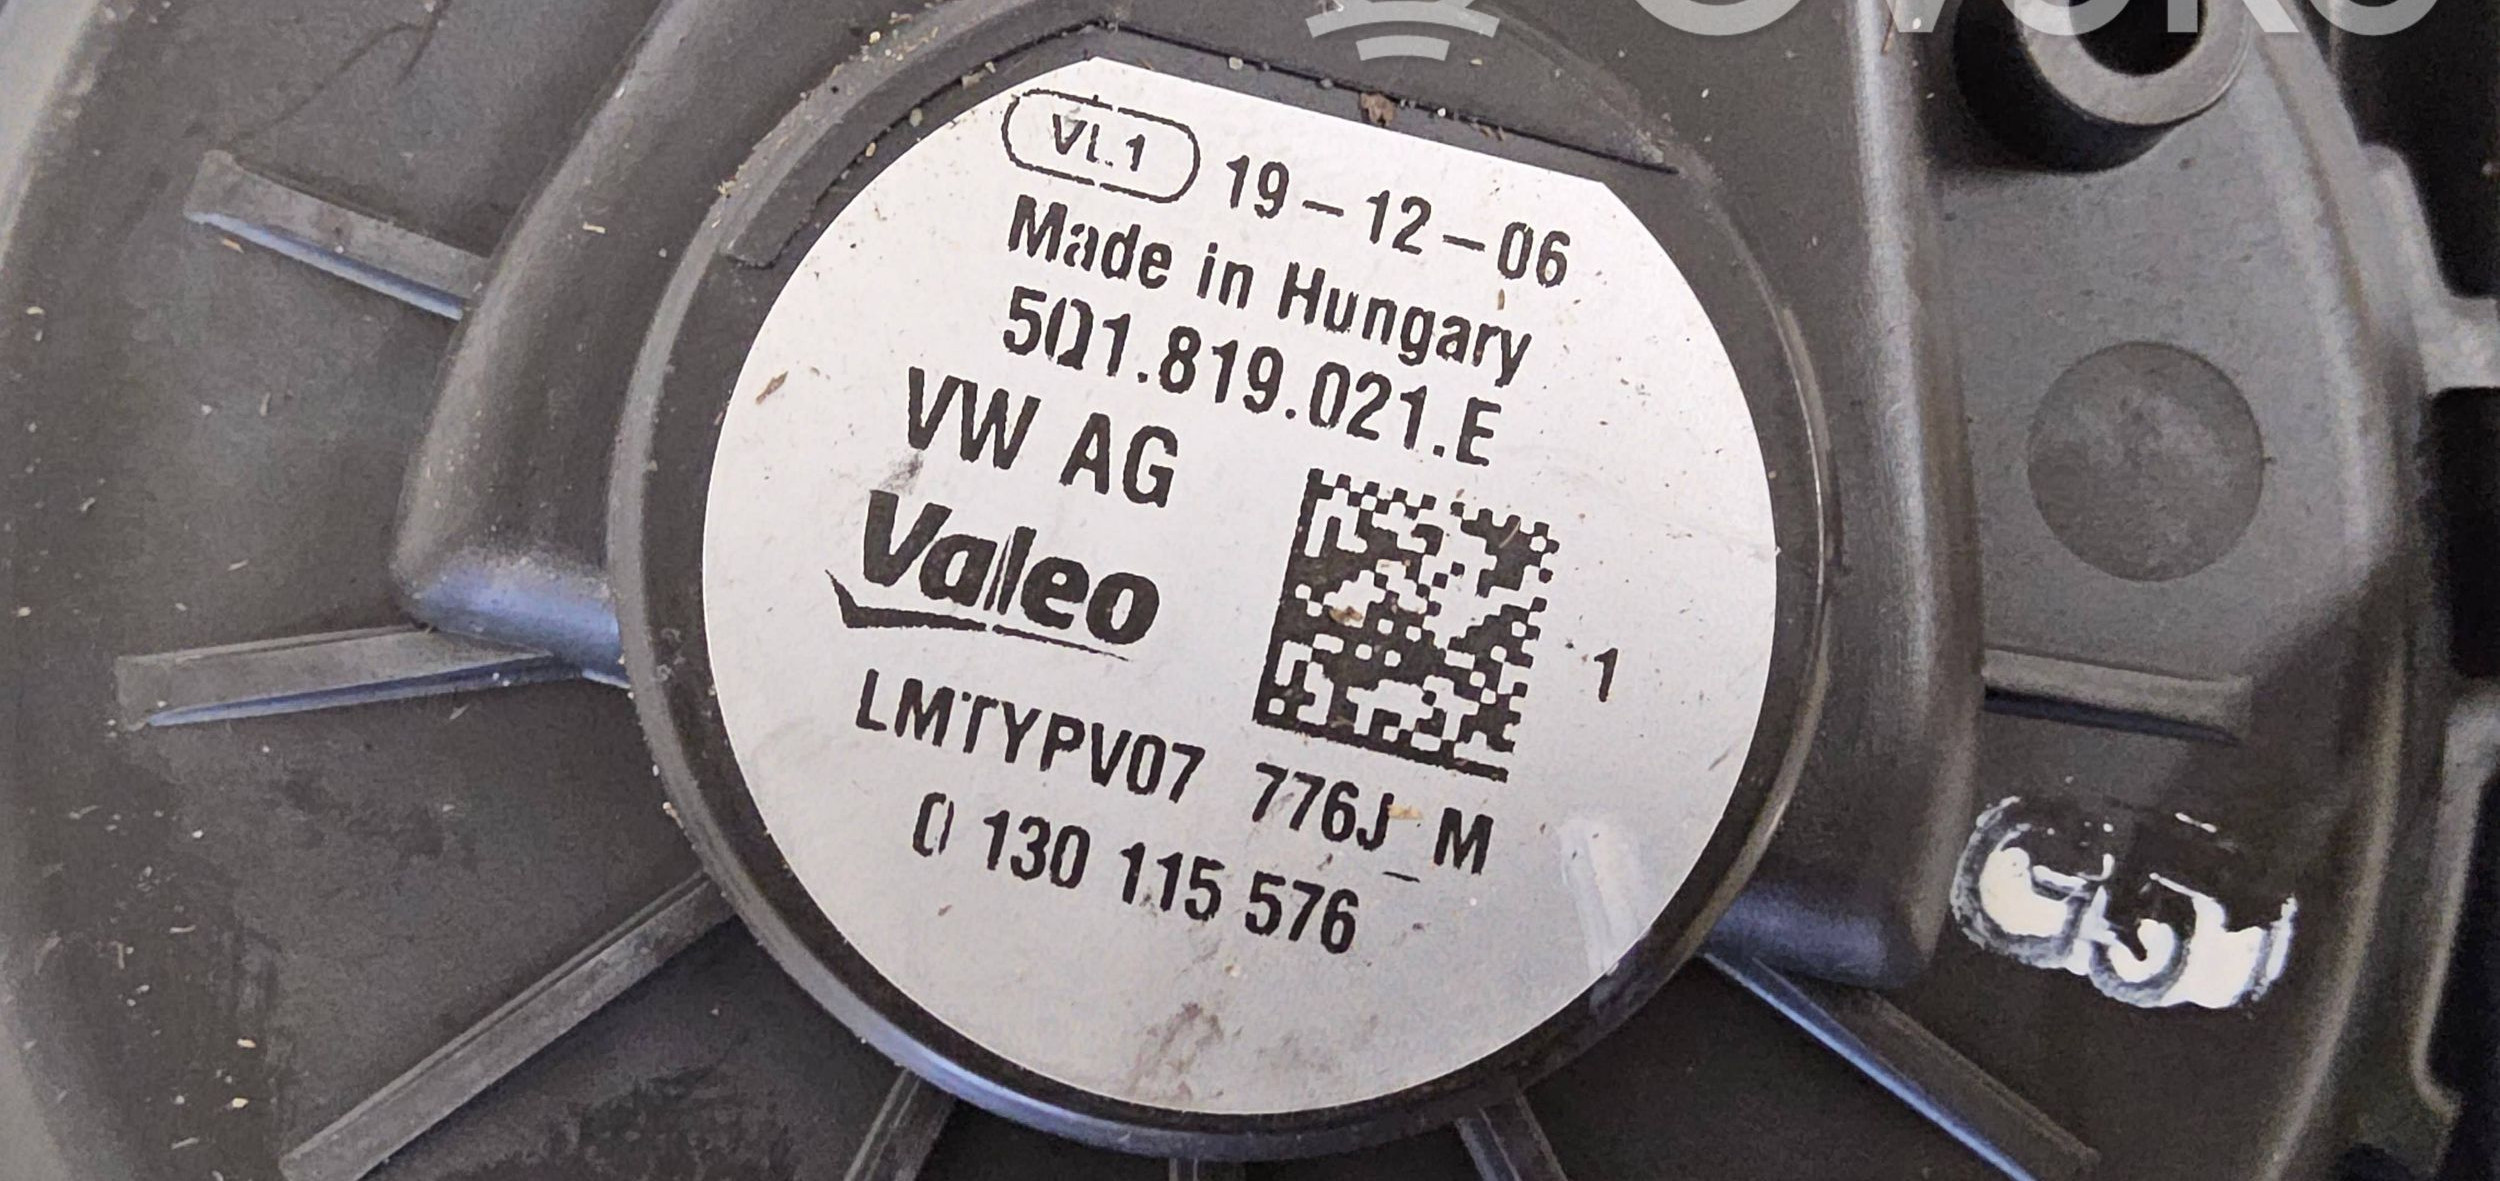 VL1 19-12-06
Made in Hungary
5Q1.819.021.E
VW AG
Valeo
1
LMTYPV07 776J_M
0 130 115 576